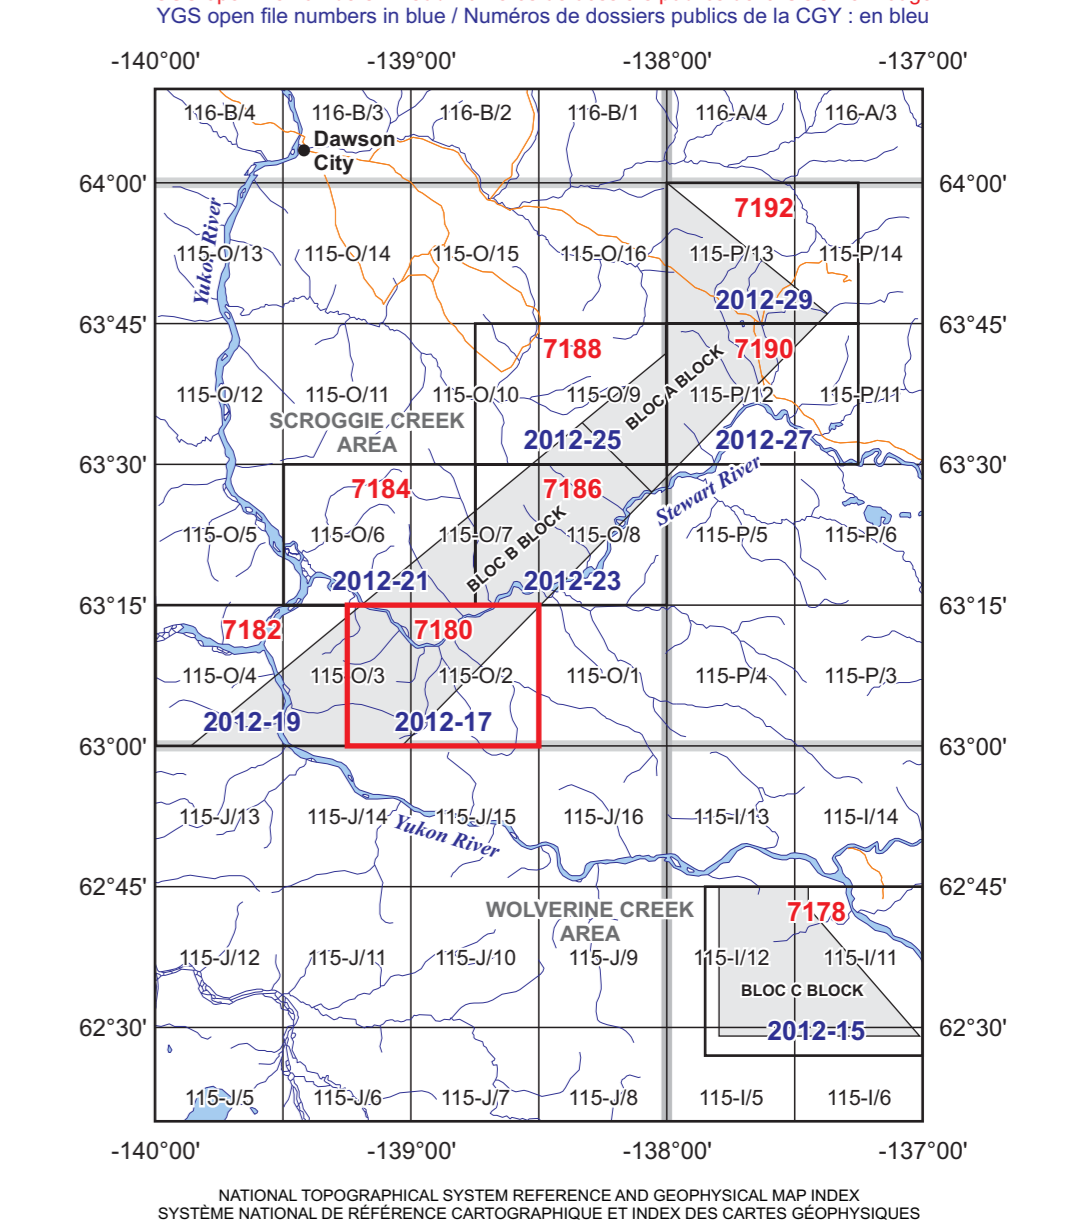 YGS open file numbers in blue / Numéros de dossiers publics de la CGY : en bleu
-140°00' -139°00' -138°00' -137°00'
116-B/4 116-B/3 116-B/2 116-B/1 116-A/4 116-A/3
Dawson
City
64°00' 64°00'
7192
Yukon River
115-O/13 115-O/14 115-O/15 115-O/16 115-P/13 115-P/14
2012-29
63°45' 63°45'
7188 7190
BLOC A BLOCK
115-O/12 115-O/11 115-O/10 115-O/9 115-P/12 115-P/11
SCROGGIE CREEK
AREA
2012-25 2012-27
63°30' 63°30'
7184 7186
Stewart River
115-O/5 115-O/6 115-O/7 115-O/8 115-P/5 115-P/6
BLOC B BLOCK
2012-21 2012-23
63°15' 63°15'
7182 7180
115-O/4 115-O/3 115-O/2 115-O/1 115-P/4 115-P/3
2012-19 2012-17
63°00' 63°00'
115-J/13 115-J/14 115-J/15 115-J/16 115-I/13 115-I/14
Yukon River
62°45' 62°45'
WOLVERINE CREEK
AREA
7178
115-J/12 115-J/11 115-J/10 115-J/9 115-I/12 115-I/11
BLOC C BLOCK
62°30' 62°30'
2012-15
115-J/5 115-J/6 115-J/7 115-J/8 115-I/5 115-I/6
-140°00' -139°00' -138°00' -137°00'
NATIONAL TOPOGRAPHICAL SYSTEM REFERENCE AND GEOPHYSICAL MAP INDEX
SYSTÈME NATIONAL DE RÉFÉRENCE CARTOGRAPHIQUE ET INDEX DES CARTES GÉOPHYSIQUES